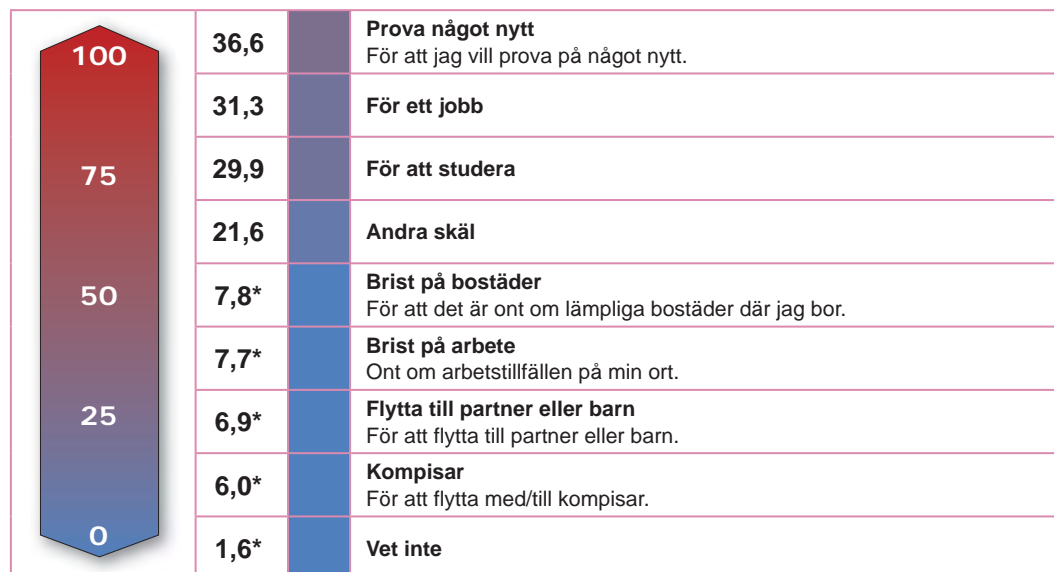 100
75
50
25
0
36,6
Prova något nytt
För att jag vill prova på något nytt.
31,3
För ett jobb
29,9
För att studera
21,6
Andra skäl
7,8*
Brist på bostäder
För att det är ont om lämpliga bostäder där jag bor.
7,7*
Brist på arbete
Ont om arbetstillfällen på min ort.
6,9*
Flytta till partner eller barn
För att flytta till partner eller barn.
6,0*
Kompisar
För att flytta med/till kompisar.
1,6*
Vet inte